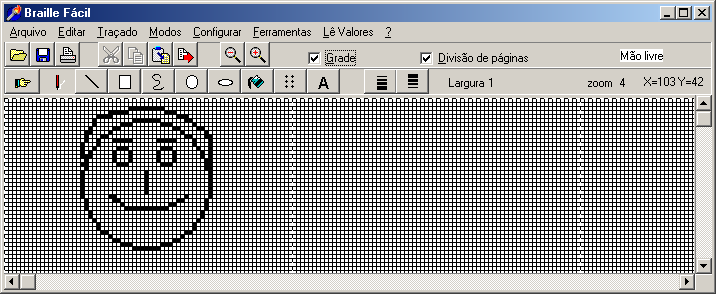 Braille Fácil
Arquivo Editar Traçado Modos Configurar Ferramentas Lê Valores ?
Grade Divisão de páginas Mão livre
A Largura 1 zoom 4 X=103 Y=42